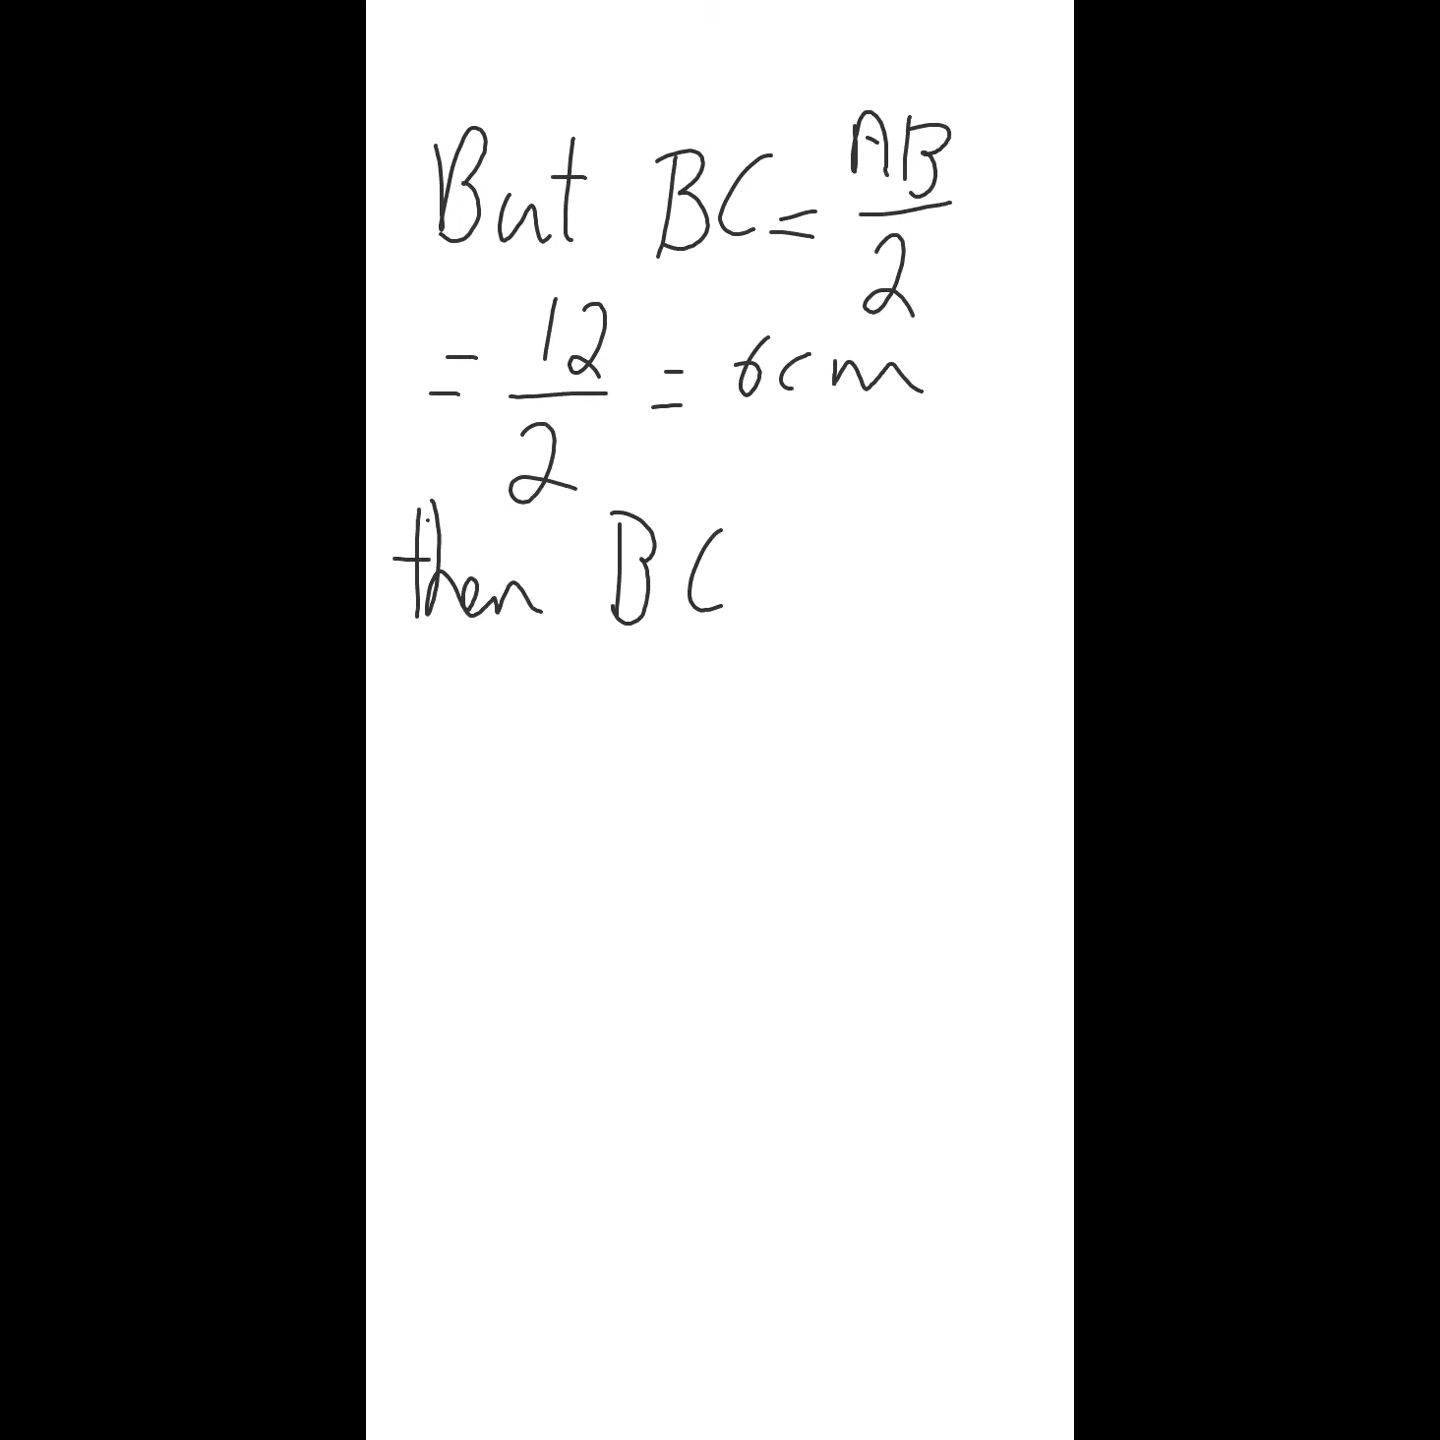 But BC = AB/2
= 12/2 = 6cm
then BC